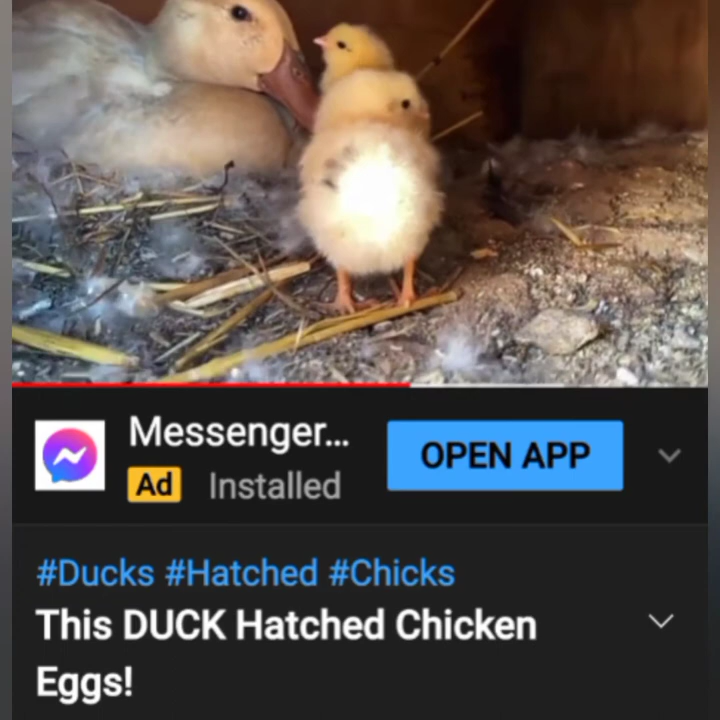 Messenger...
OPEN APP
Ad
Installed
#Ducks #Hatched #Chicks
This DUCK Hatched Chicken
Eggs!